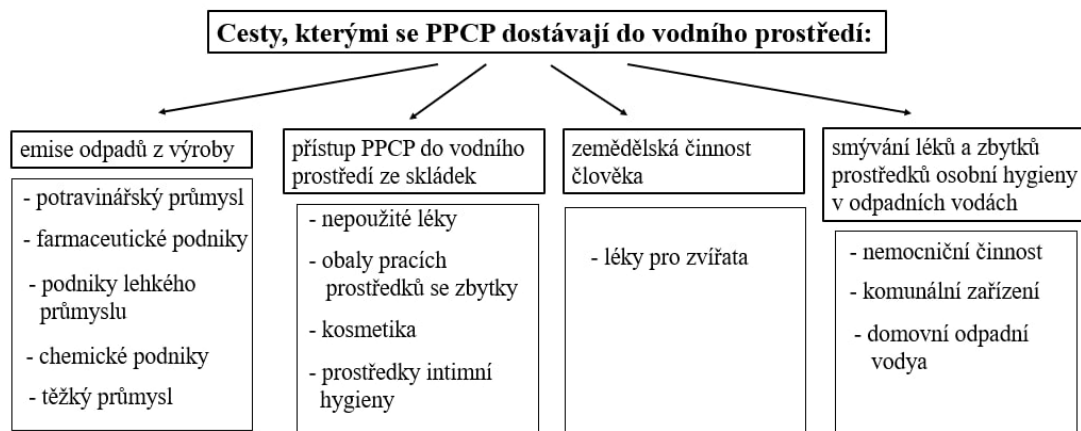 Cesty, kterými se PPCP dostávají do vodního prostředí:
emise odpadů z výroby
- potravinářský průmysl
- farmaceutické podniky
- podniky lehkého
průmyslu
- chemické podniky
- těžký průmysl
přístup PPCP do vodního
prostředí ze skládek
- nepoužité léky
- obaly pracích
prostředků se zbytky
- kosmetika
- prostředky intimní
hygieny
zemědělská činnost
člověka
- léky pro zvířata
smývání léků a zbytků
prostředků osobní hygieny
v odpadních vodách
- nemocniční činnost
- komunální zařízení
- domovní odpadní
vodya